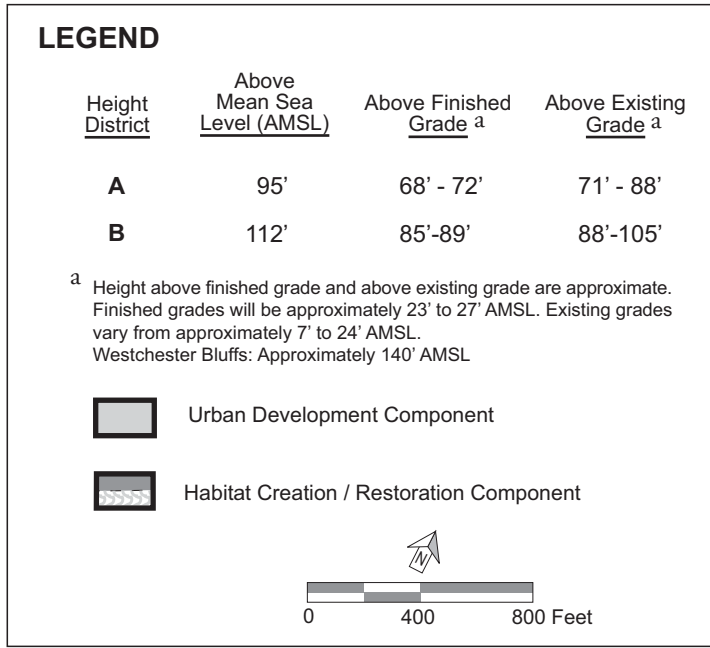 LEGEND
Height District
Above Mean Sea Level (AMSL)
Above Finished Grade a
Above Existing Grade a
A 95’ 68’ - 72’ 71’ - 88’
B 112’ 85’-89’ 88’-105’
a Height above finished grade and above existing grade are approximate.
Finished grades will be approximately 23’ to 27’ AMSL. Existing grades
vary from approximately 7’ to 24’ AMSL.
Westchester Bluffs: Approximately 140’ AMSL
Urban Development Component
Habitat Creation / Restoration Component
N
0 400 800 Feet